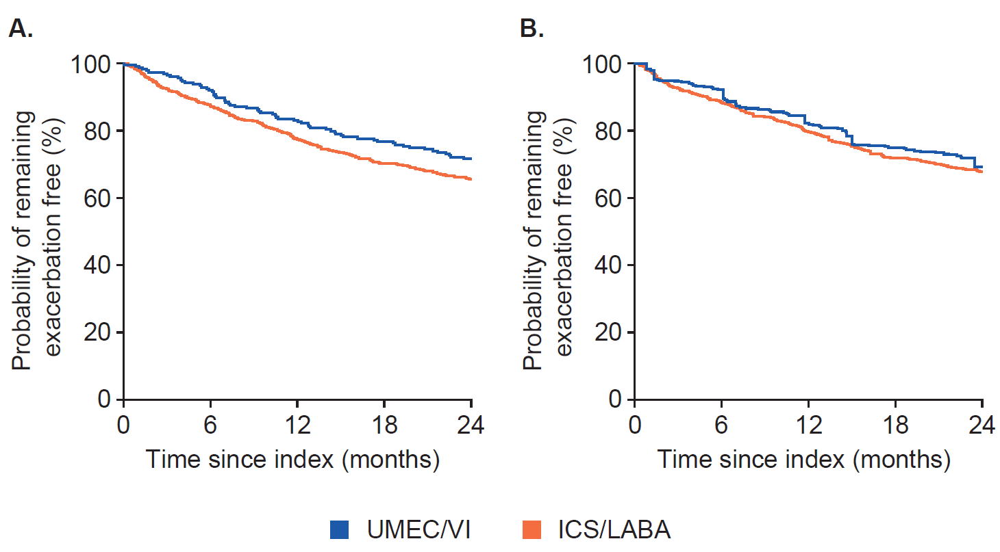 A.
Probability of remaining
exacerbation free (%)
100
80
60
40
20
0
0 6 12 18 24
Time since index (months)
B.
Probability of remaining
exacerbation free (%)
100
80
60
40
20
0
0 6 12 18 24
Time since index (months)
UMEC/VI ICS/LABA